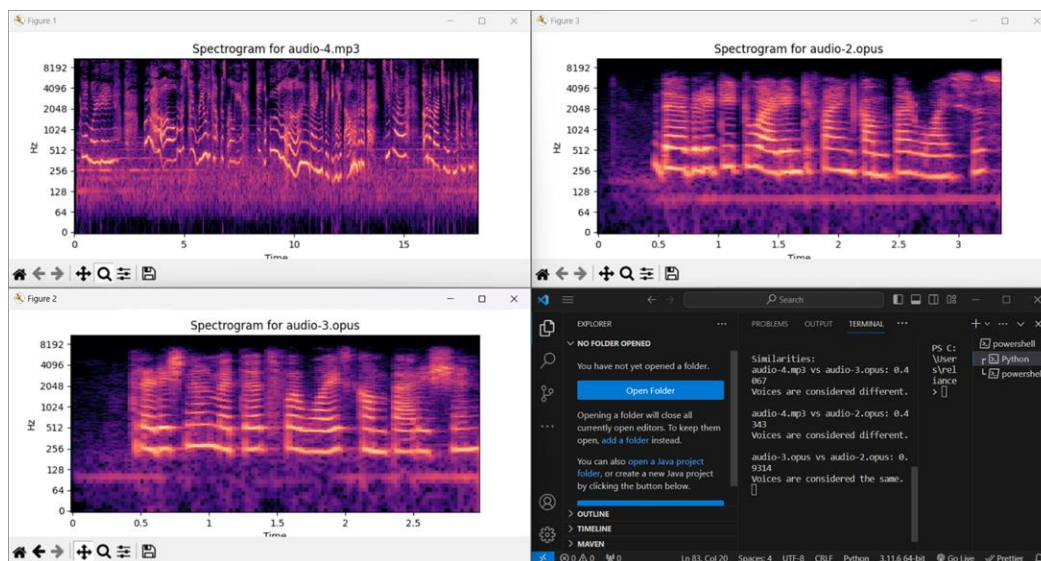 Figure 1
Spectrogram for audio-4.mp3
8192
4096
2048
1024
512
256
128
64
0
Hz
0
5
10
15
Time
Figure 3
Spectrogram for audio-2.opus
8192
4096
2048
1024
512
256
128
64
0
Hz
0
0.5
1
1.5
2
2.5
3
Time
Figure 2
Spectrogram for audio-3.opus
8192
4096
2048
1024
512
256
128
64
0
Hz
0
0.5
1
1.5
2
2.5
Time
Search
EXPLORER
NO FOLDER OPENED
You have not yet opened a folder.
Open Folder
Opening a folder will close all
currently open editors. To keep them
open, add a folder instead.
You can also open a Java project
folder, or create a new Java project
by clicking the button below.
OUTLINE
TIMELINE
MAVEN
PROBLEMS OUTPUT TERMINAL
Similarities:
audio-4.mp3 vs audio-3.opus: 0.4
067
Voices are considered different.
audio-4.mp3 vs audio-2.opus: 0.4
343
Voices are considered different.
audio-3.opus vs audio-2.opus: 0.
9314
Voices are considered the same.
PS C:
\User
s\rel
iance
>
powershell
Python
powershell
0 0 0 Ln 83, Col 20 Spaces: 4 UTF-8 CRLF Python 3.11.6 64-bit Go Live Prettier